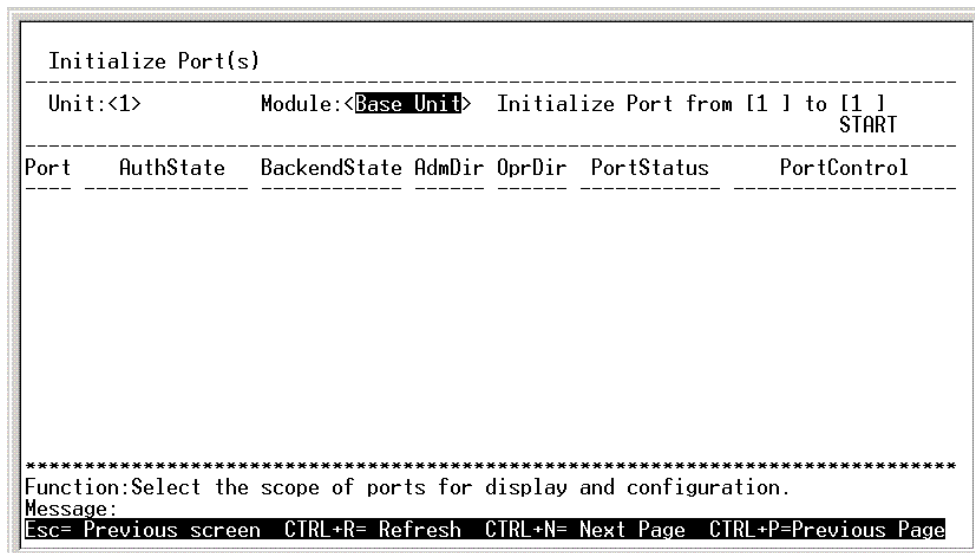 Initialize Port(s)
Unit:<1> Module:<Base Unit> Initialize Port from [1 ] to [1 ]
START
Port AuthState BackendState AdmDir OprDir PortStatus PortControl
********************************************************************************
Function:Select the scope of ports for display and configuration.
Message:
Esc= Previous screen CTRL+R= Refresh CTRL+N= Next Page CTRL+P=Previous Page